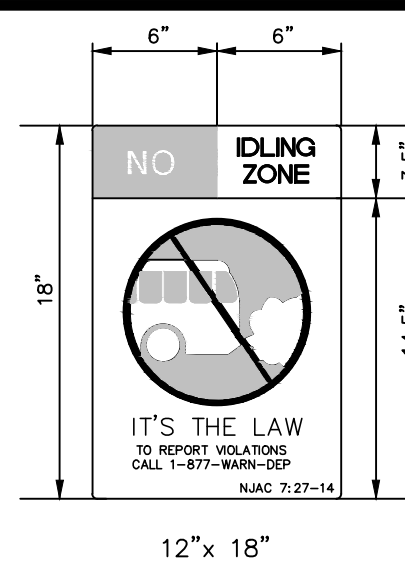 6" 6"
NO IDLING
ZONE
18"
IT'S THE LAW
TO REPORT VIOLATIONS
CALL 1-877-WARN-DEP
NJAC 7:27-14
12"x 18"